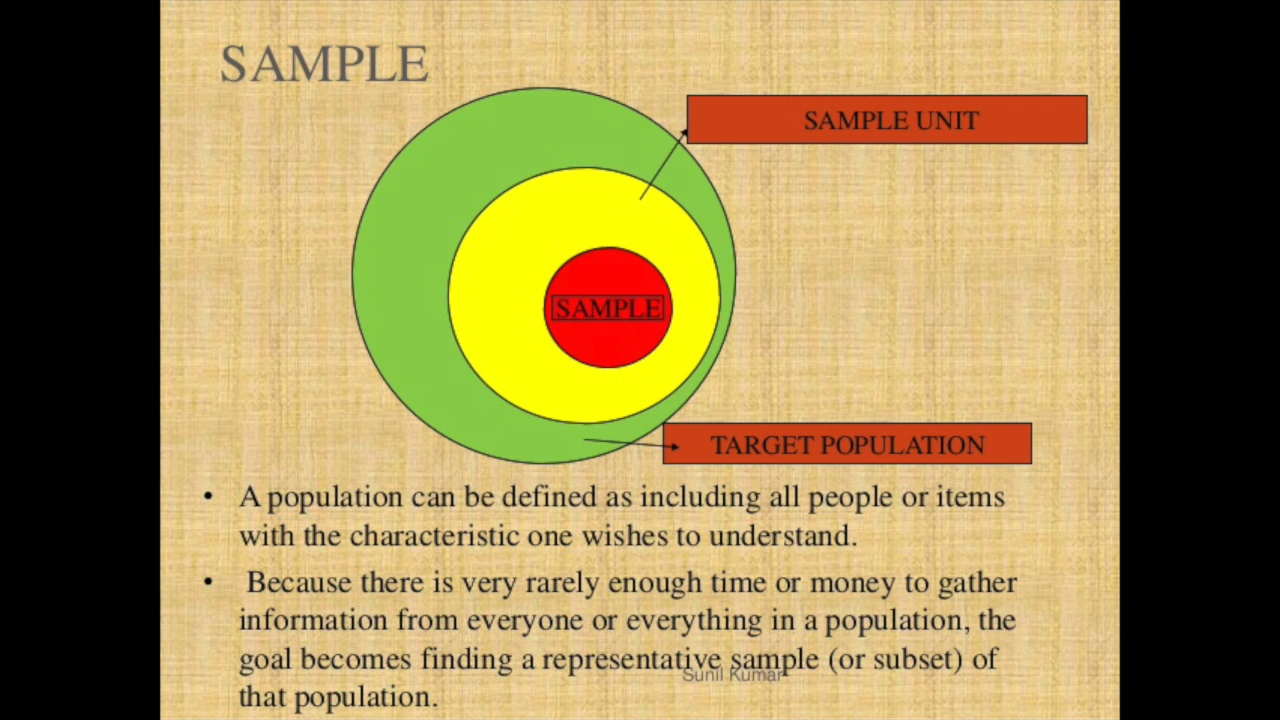 SAMPLE
SAMPLE UNIT
SAMPLE
TARGET POPULATION
• A population can be defined as including all people or items
with the characteristic one wishes to understand.
• Because there is very rarely enough time or money to gather
information from everyone or everything in a population, the
goal becomes finding a representative sample (or subset) of
that population.
Sunil Kumar